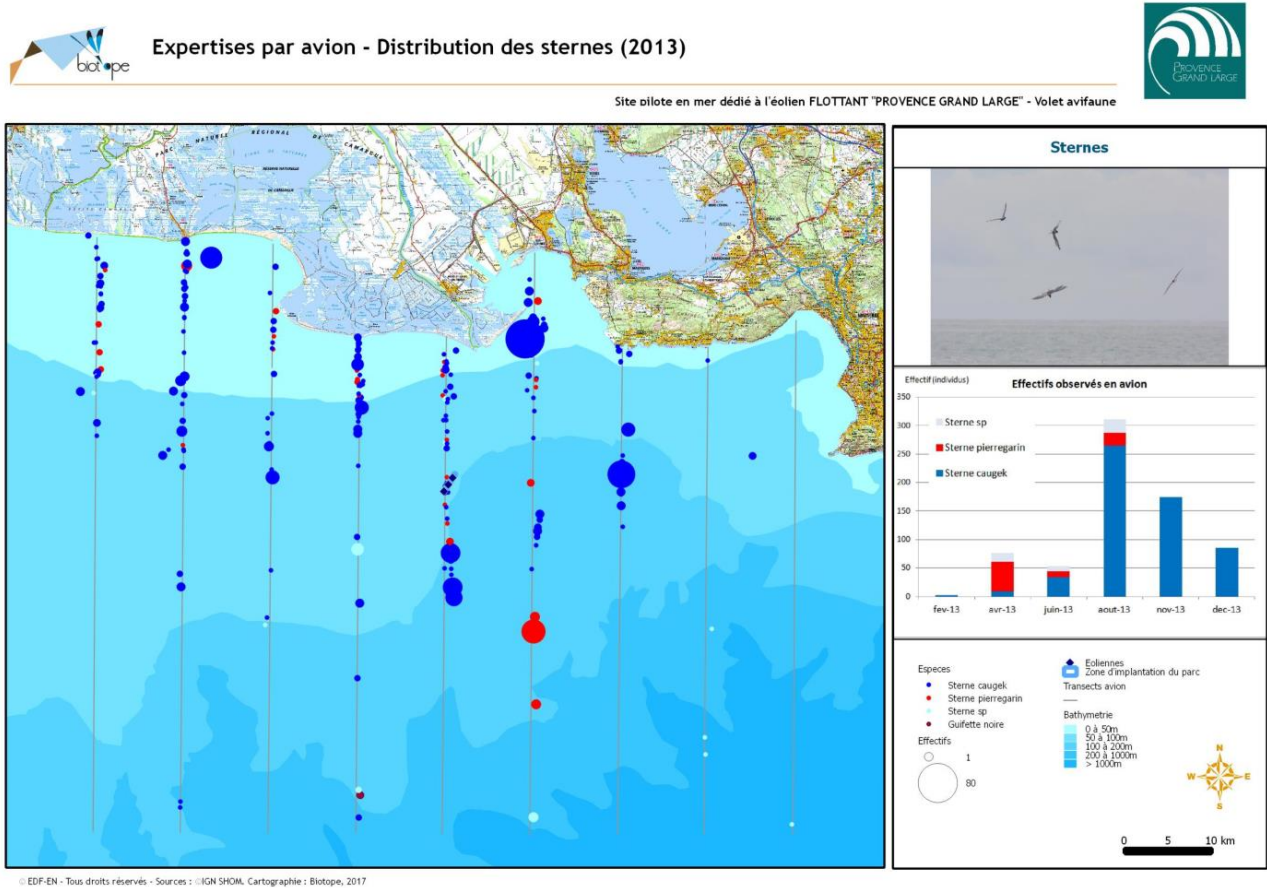 biotope
Expertises par avion - Distribution des sternes (2013)
PROVENCE
GRAND LARGE
Site pilote en mer dédié à l'éolien FLOTTANT "PROVENCE GRAND LARGE" - Volet avifaune
PARC NATUREL RÉGIONAL DE CAMARGUE
Sternes
Effectif (individus)
Effectifs observés en avion
350
300
250
200
150
100
50
0
Sterne sp
Sterne pierregarin
Sterne caugek
fev-13 avr-13 juin-13 aout-13 nov-13 dec-13
Especes
Sterne caugek
Sterne pierregarin
Sterne sp
Guifette noire
Effectifs
1
80
Eoliennes
Zone d'implantation du parc
Transects avion
Bathymetrie
0 à 50m
50 à 100m
100 à 200m
200 à 1000m
> 1000m
N
W E
S
0 5 10 km
© EDF-EN - Tous droits réservés - Sources : ©IGN SHOM. Cartographie : Biotope, 2017